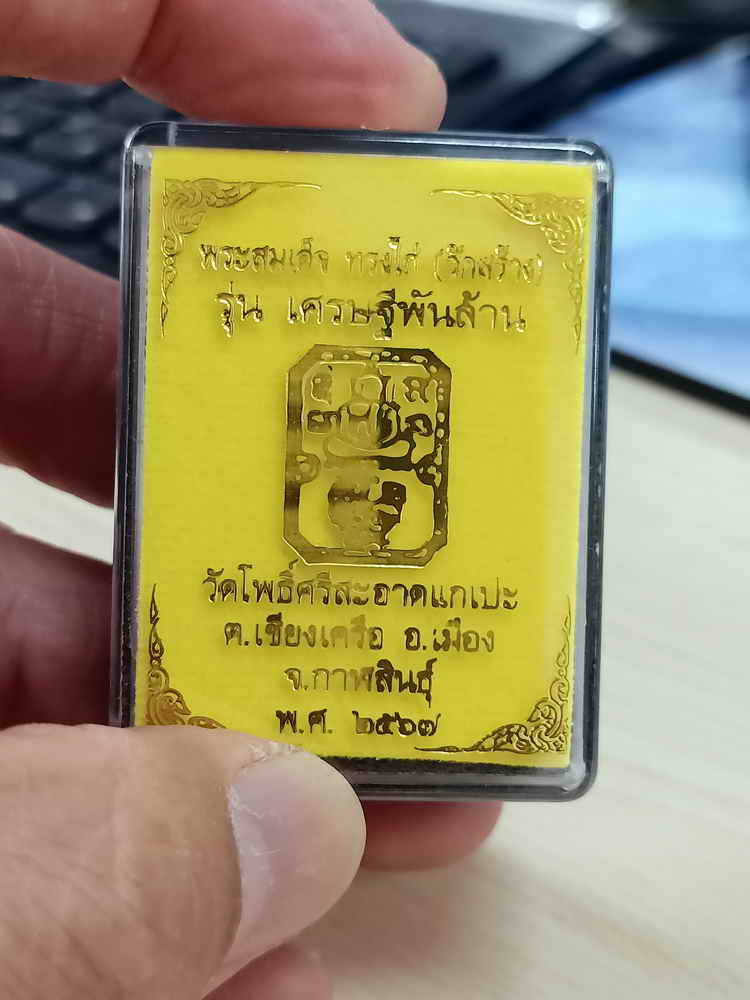 พระสมเด็จ ทรงไก่ (วัดสร้าง)
รุ่น เศรษฐีพันล้าน
วัดโพธิ์ศรีสะอาดแกเปะ
ต.เชียงเครือ อ.เมือง
จ.กาฬสินธุ์
พ.ศ. ๒๕๖๗